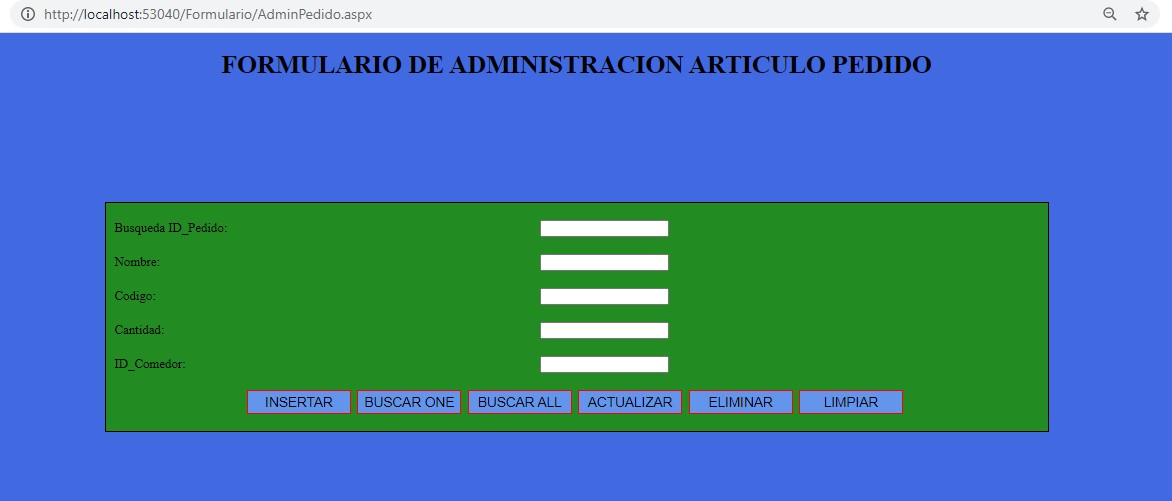 http://localhost:53040/Formulario/AdminPedido.aspx
FORMULARIO DE ADMINISTRACION ARTICULO PEDIDO
Busqueda ID_Pedido:
Nombre:
Codigo:
Cantidad:
ID_Comedor:
INSERTAR BUSCAR ONE BUSCAR ALL ACTUALIZAR ELIMINAR LIMPIAR